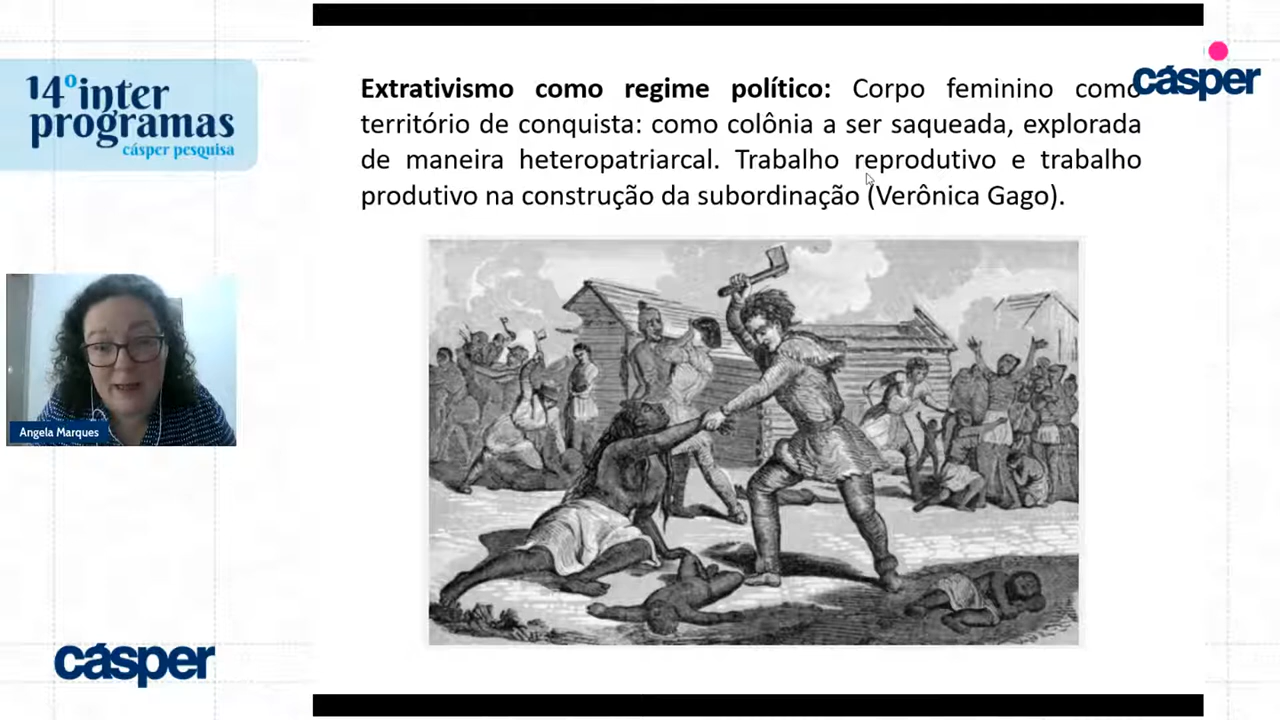 14º inter
programas
cásper pesquisa
cásper
Extrativismo como regime político: Corpo feminino como
território de conquista: como colônia a ser saqueada, explorada
de maneira heteropatriarcal. Trabalho reprodutivo e trabalho
produtivo na construção da subordinação (Verônica Gago).
Angela Marques
cásper